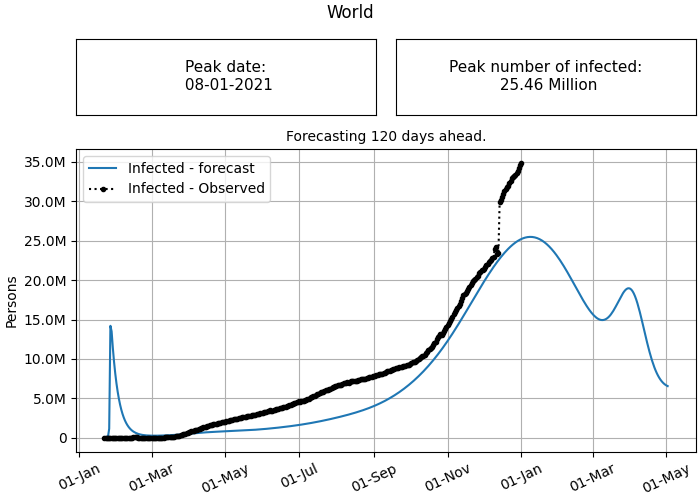 World
Peak date:
08-01-2021
Peak number of infected:
25.46 Million
Forecasting 120 days ahead.
Infected - forecast
Infected - Observed
Persons
35.0M
30.0M
25.0M
20.0M
15.0M
10.0M
5.0M
0
01-Jan
01-Mar
01-May
01-Jul
01-Sep
01-Nov
01-Jan
01-Mar
01-May